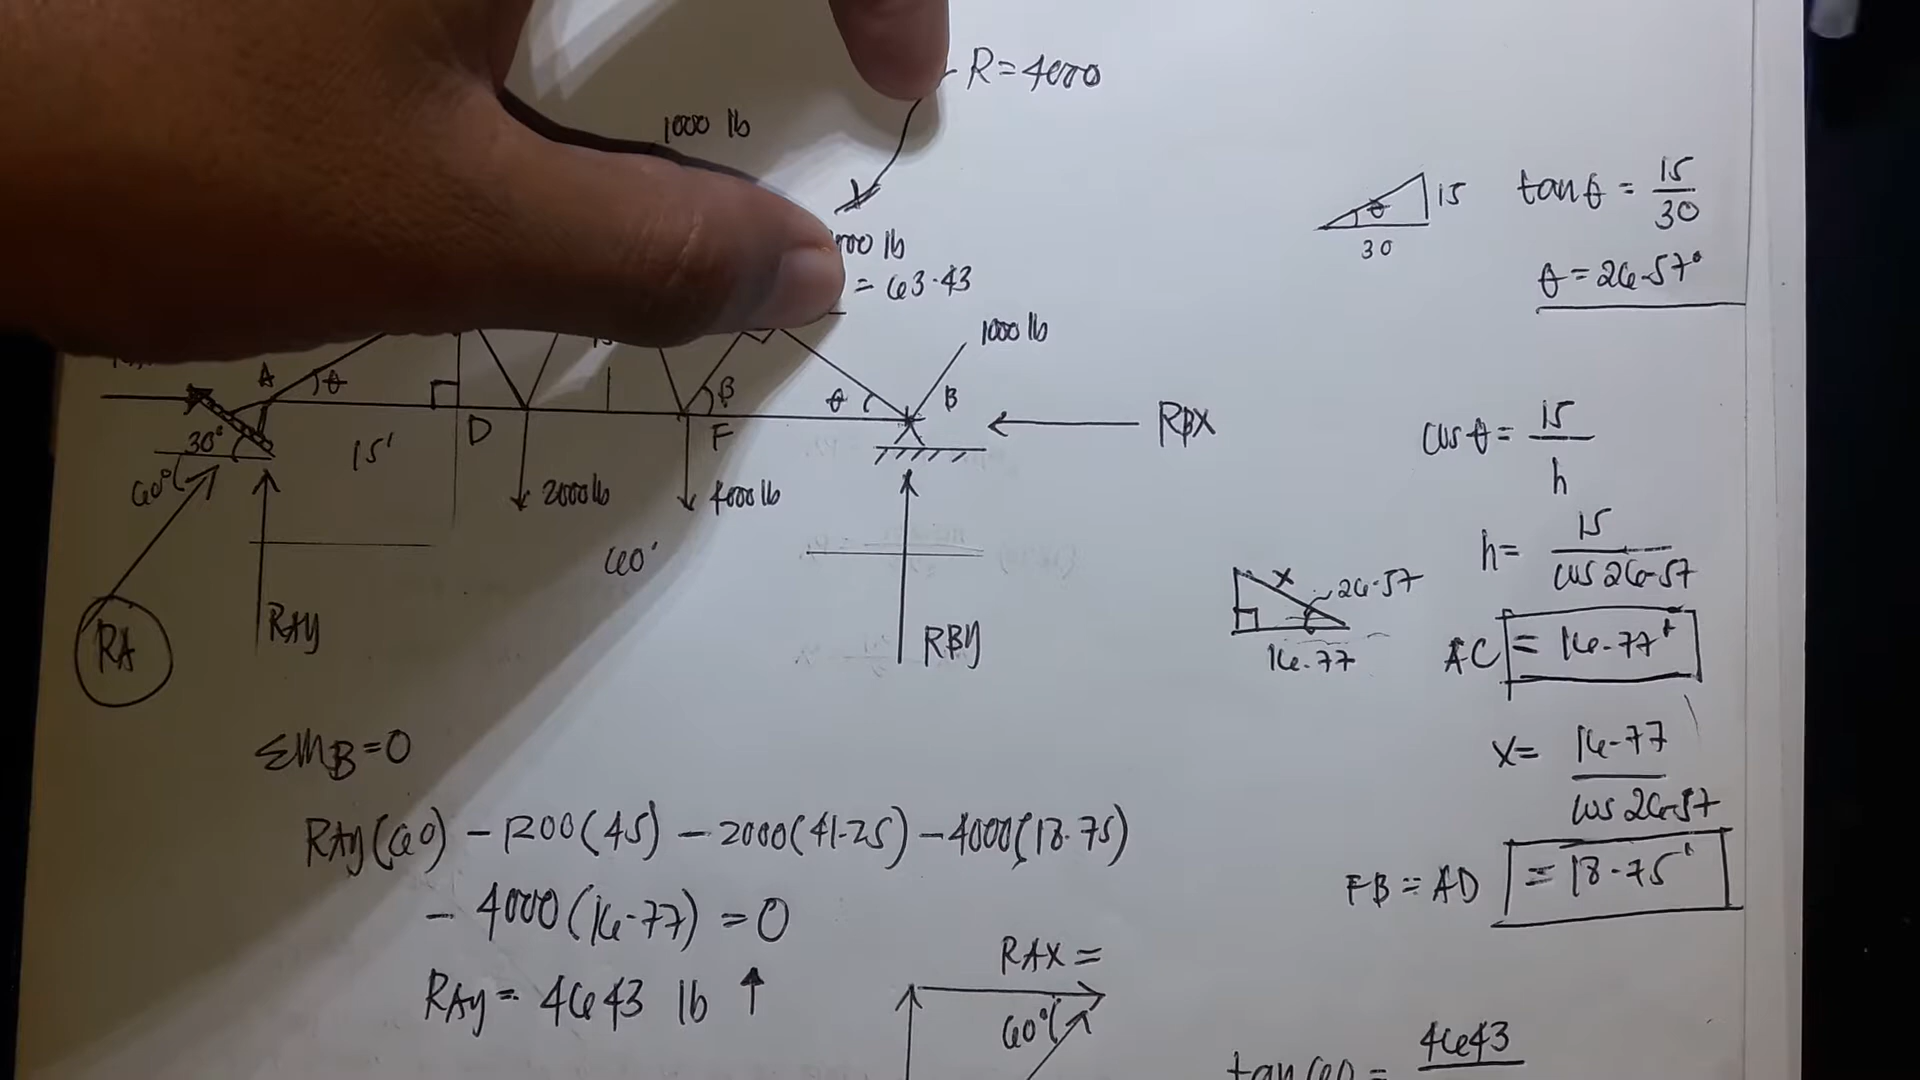 R=4000
1000 lb
000 lb
= 63.43
1000 lb
A
θ
β
θ
B
D
F
RBX
30°
60°
15'
2000 lb
4000 lb
60'
RA
RAY
RBY
ΣMB=0
RAY(60) - 1200(45) - 2000(41.25) - 4000(18.75)
- 4000(16.77) = 0
RAY = 4643 lb ↑
RAX =
60°
θ
15
30
tan θ = 15/30
θ = 26.57°
cos θ = 15/h
h = 15/cos 26.57
AC = 16.77'
x
26.57
16.77
X = 16.77/cos 26.57
FB = AD = 18.75'
tan 60 = 4643